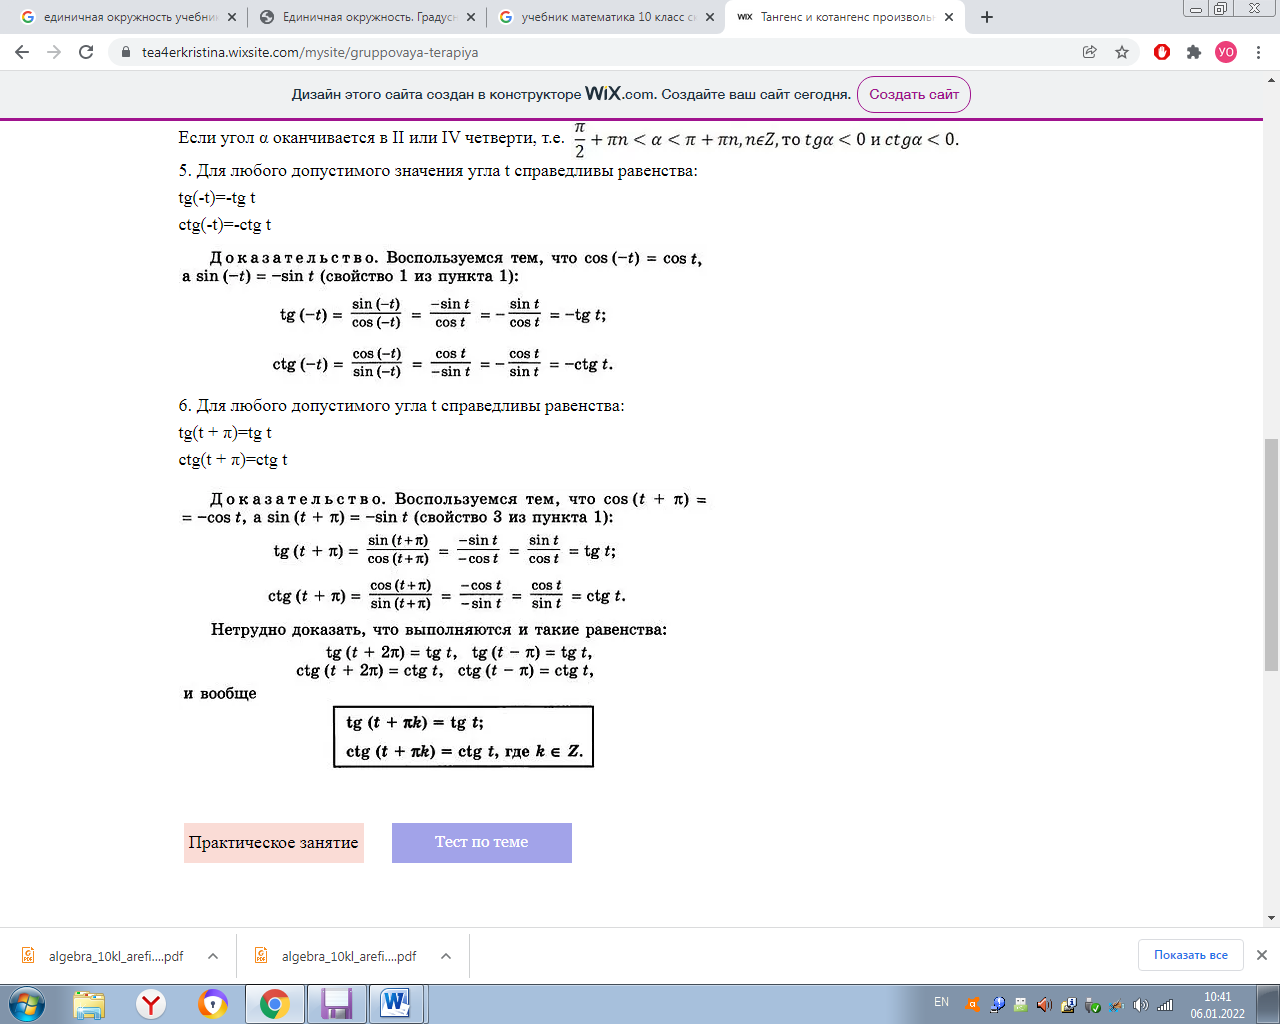 единичная окружность учебни
Единичная окружность. Градусн
учебник математика 10 класс ск
WIX Тангенс и котангенс произволь
tea4erkristina.wixsite.com/mysite/gruppovaya-terapiya
УО
Дизайн этого сайта создан в конструкторе WiX.com. Создайте ваш сайт сегодня. Создать сайт
Если угол α оканчивается в II или IV четверти, т.е. π/2 + πn < α < π + πn, nϵZ, то tgα < 0 и ctgα < 0.
5. Для любого допустимого значения угла t справедливы равенства:
tg(-t)=-tg t
ctg(-t)=-ctg t
Доказательство. Воспользуемся тем, что cos (−t) = cos t,
а sin (−t) = −sin t (свойство 1 из пункта 1):
tg (−t) = sin (−t)/cos (−t) = −sin t/cos t = − sin t/cos t = −tg t;
ctg (−t) = cos (−t)/sin (−t) = cos t/−sin t = − cos t/sin t = −ctg t.
6. Для любого допустимого угла t справедливы равенства:
tg(t + π)=tg t
ctg(t + π)=ctg t
Доказательство. Воспользуемся тем, что cos (t + π) =
= −cos t, а sin (t + π) = −sin t (свойство 3 из пункта 1):
tg (t + π) = sin (t+π)/cos (t+π) = −sin t/−cos t = sin t/cos t = tg t;
ctg (t + π) = cos (t+π)/sin (t+π) = −cos t/−sin t = cos t/sin t = ctg t.
Нетрудно доказать, что выполняются и такие равенства:
tg (t + 2π) = tg t, tg (t − π) = tg t,
ctg (t + 2π) = ctg t, ctg (t − π) = ctg t,
и вообще
tg (t + πk) = tg t;
ctg (t + πk) = ctg t, где k ∈ Z.
Практическое занятие
Тест по теме
algebra_10kl_arefi....pdf
algebra_10kl_arefi....pdf
Показать все
EN
10:41
06.01.2022